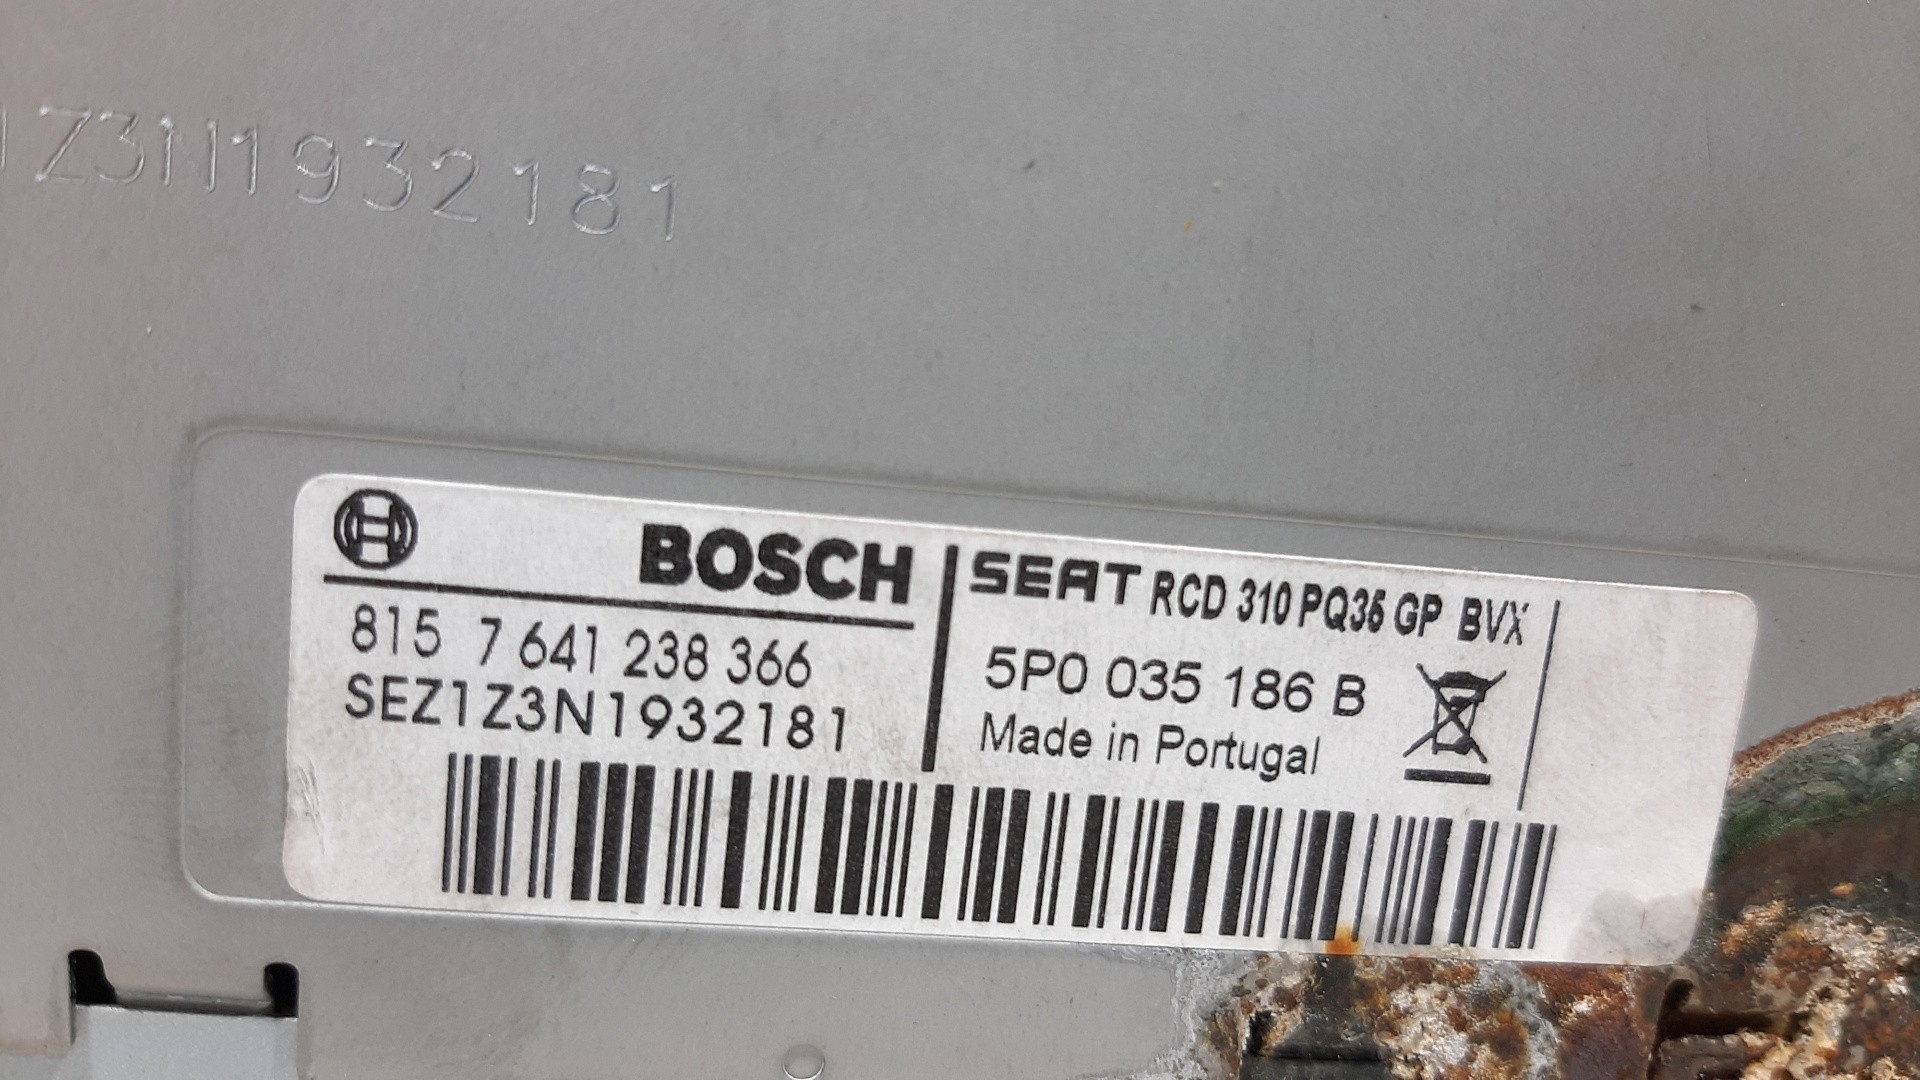 1Z3N1932181
BOSCH
815 7 641 238 366
SEZ1Z3N1932181
SEAT RCD 310 PQ35 GP BVX
5P0 035 186 B
Made in Portugal